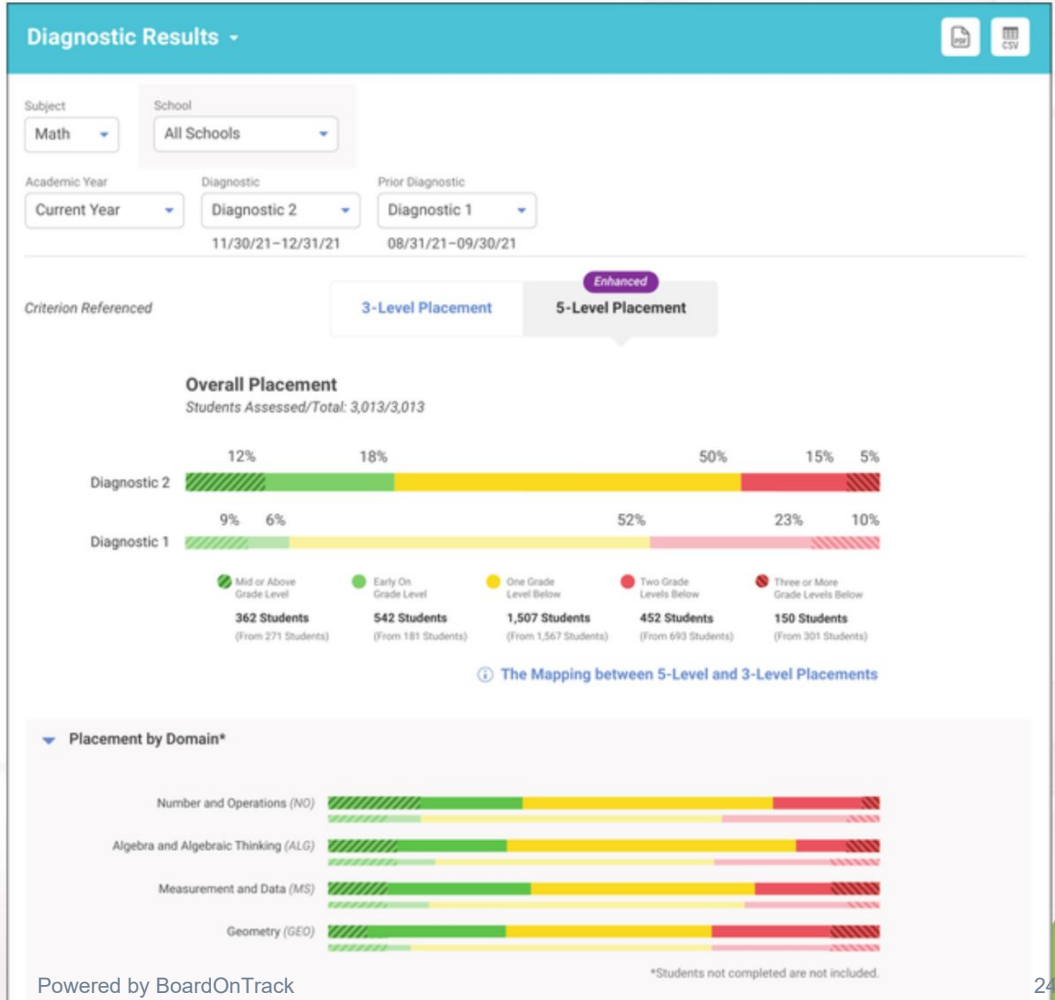 Diagnostic Results
PDF
CSV
Subject
School
Math
All Schools
Academic Year
Diagnostic
Prior Diagnostic
Current Year
Diagnostic 2
Diagnostic 1
11/30/21–12/31/21
08/31/21–09/30/21
Enhanced
Criterion Referenced
3-Level Placement
5-Level Placement
Overall Placement
Students Assessed/Total: 3,013/3,013
12% 18% 50% 15% 5%
Diagnostic 2
9% 6% 52% 23% 10%
Diagnostic 1
Mid or Above
Grade Level
362 Students
(From 271 Students)
Early On
Grade Level
542 Students
(From 181 Students)
One Grade
Level Below
1,507 Students
(From 1,567 Students)
Two Grade
Levels Below
452 Students
(From 693 Students)
Three or More
Grade Levels Below
150 Students
(From 301 Students)
The Mapping between 5-Level and 3-Level Placements
Placement by Domain*
Number and Operations (NO)
Algebra and Algebraic Thinking (ALG)
Measurement and Data (MS)
Geometry (GEO)
*Students not completed are not included.
Powered by BoardOnTrack